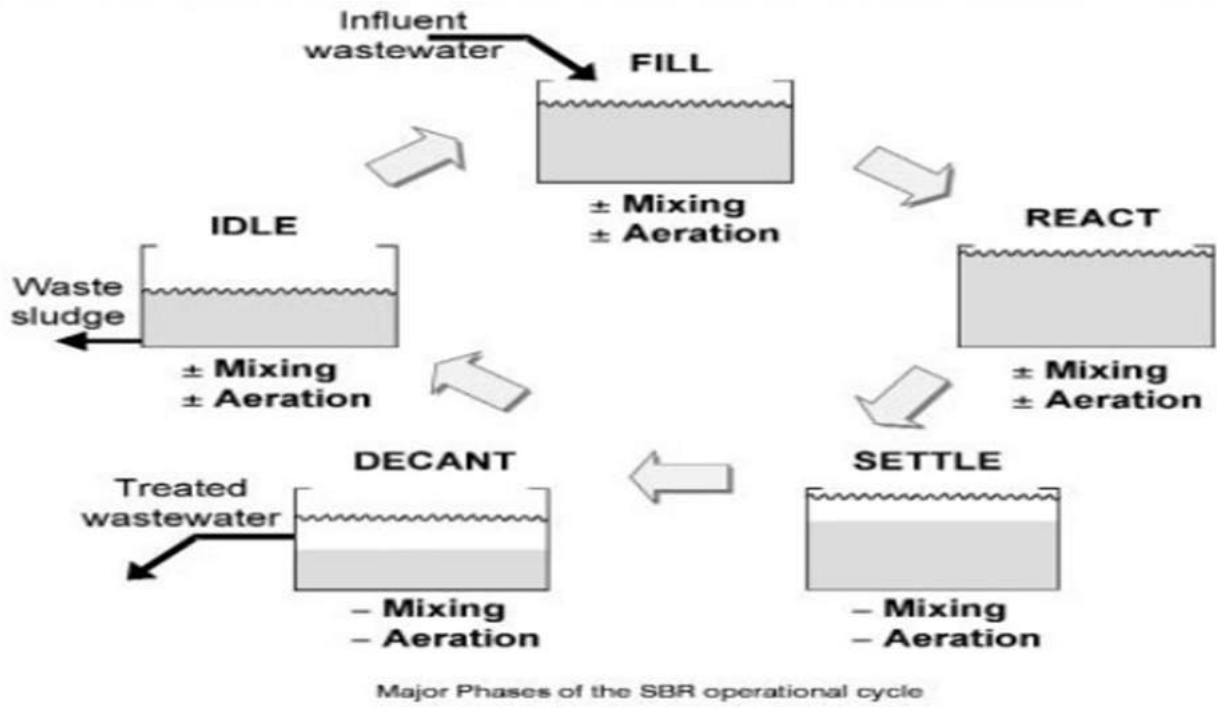 Influent
wastewater
FILL
± Mixing
± Aeration
REACT
± Mixing
± Aeration
SETTLE
– Mixing
– Aeration
DECANT
Treated
wastewater
– Mixing
– Aeration
IDLE
Waste
sludge
± Mixing
± Aeration
Major Phases of the SBR operational cycle